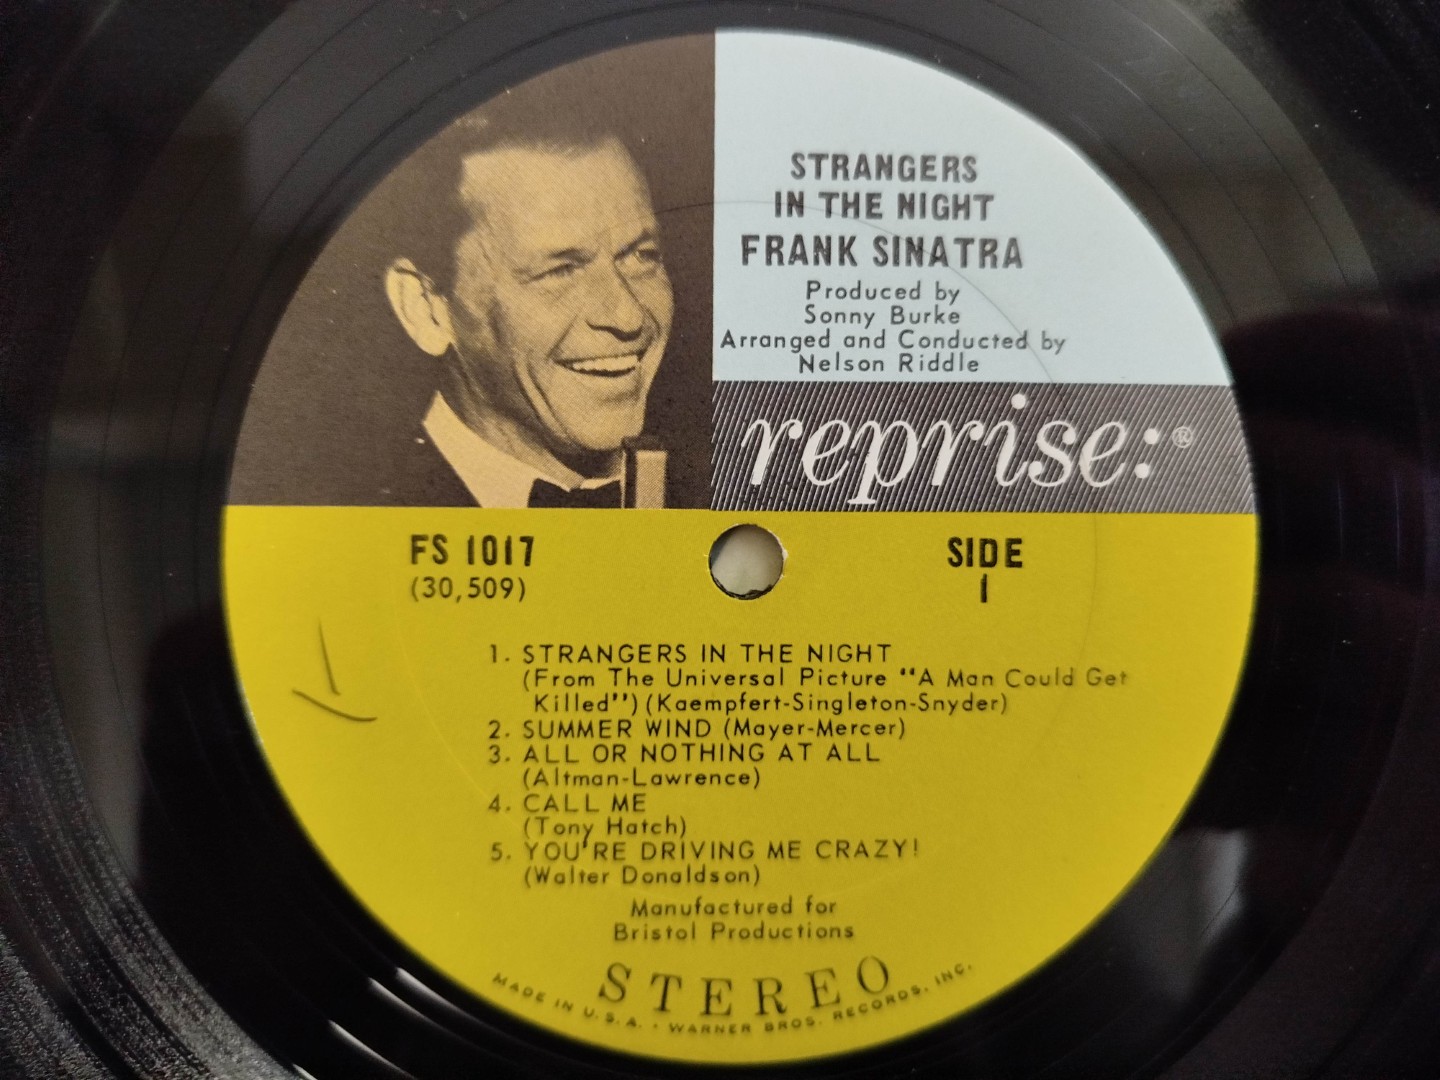 STRANGERS
IN THE NIGHT
FRANK SINATRA
Produced by
Sonny Burke
Arranged and Conducted by
Nelson Riddle
reprise:®
FS 1017
(30,509)
SIDE
1
1. STRANGERS IN THE NIGHT
(From The Universal Picture "A Man Could Get
Killed") (Kaempfert-Singleton-Snyder)
2. SUMMER WIND (Mayer-Mercer)
3. ALL OR NOTHING AT ALL
(Altman-Lawrence)
4. CALL ME
(Tony Hatch)
5. YOU'RE DRIVING ME CRAZY!
(Walter Donaldson)
Manufactured for
Bristol Productions
STEREO
MADE IN U.S.A. • WARNER BROS. RECORDS, INC.